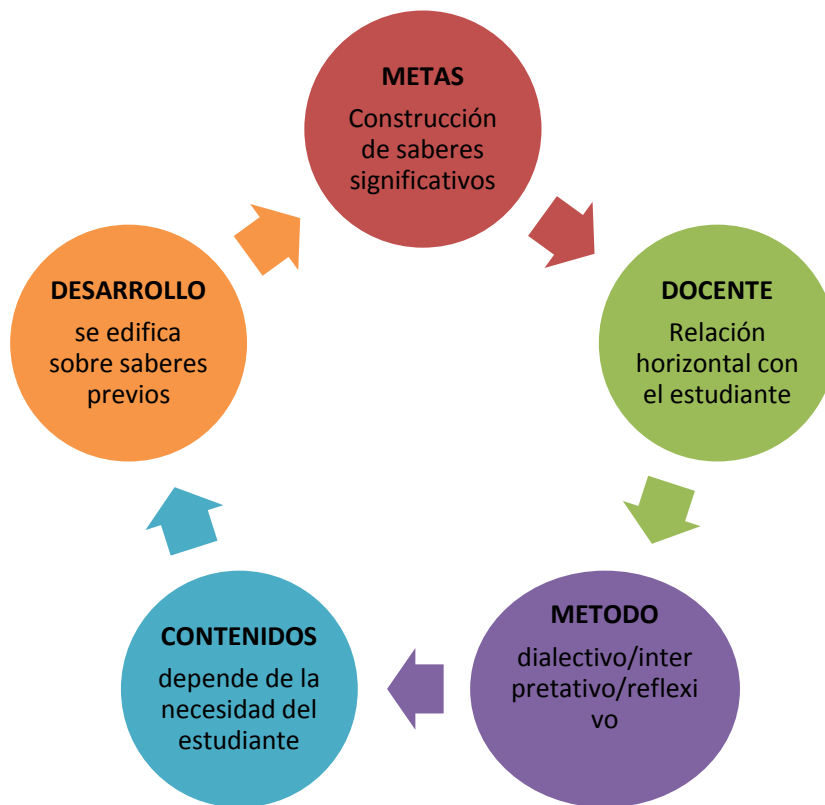 METAS
Construcción
de saberes
significativos
DOCENTE
Relación
horizontal con
el estudiante
METODO
dialectivo/inter
pretativo/reflexi
vo
CONTENIDOS
depende de la
necesidad del
estudiante
DESARROLLO
se edifica
sobre saberes
previos